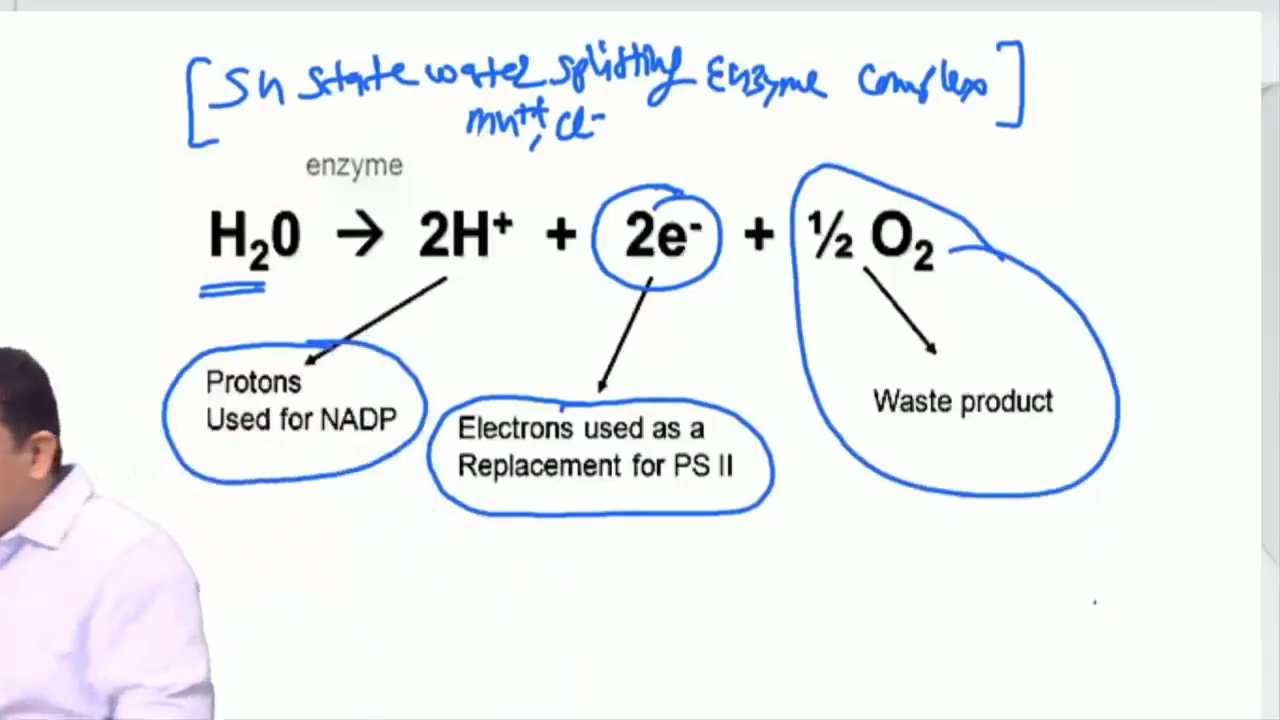 [Sn State water splitting Enzyme Complex]
Mn⁺⁺, Cl⁻
enzyme
H₂0 → 2H⁺ + 2e⁻ + ½ O₂
Protons
Used for NADP
Electrons used as a
Replacement for PS II
Waste product